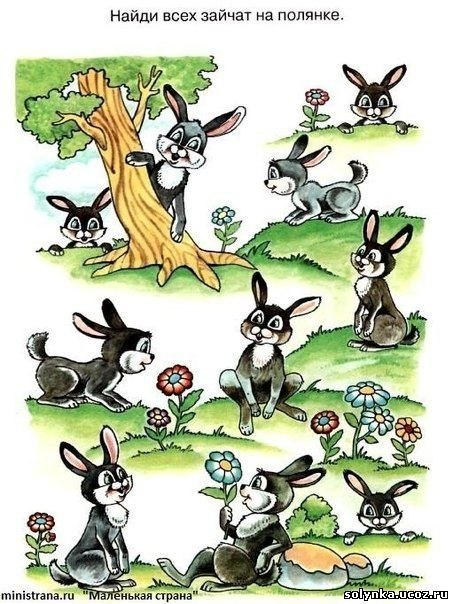 Найди всех зайчат на полянке.
ministrana.ru "Маленькая страна"
solynka.ucoz.ru